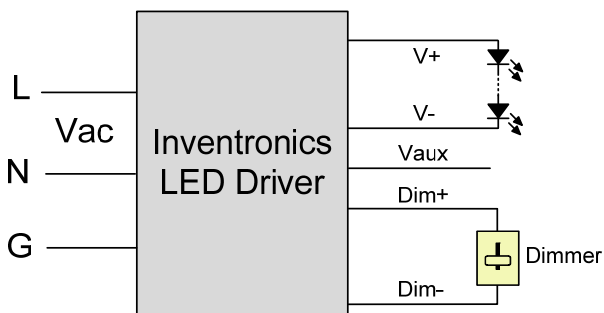 L
Vac
N
G
Inventronics
LED Driver
V+
V-
Vaux
Dim+
Dimmer
Dim-